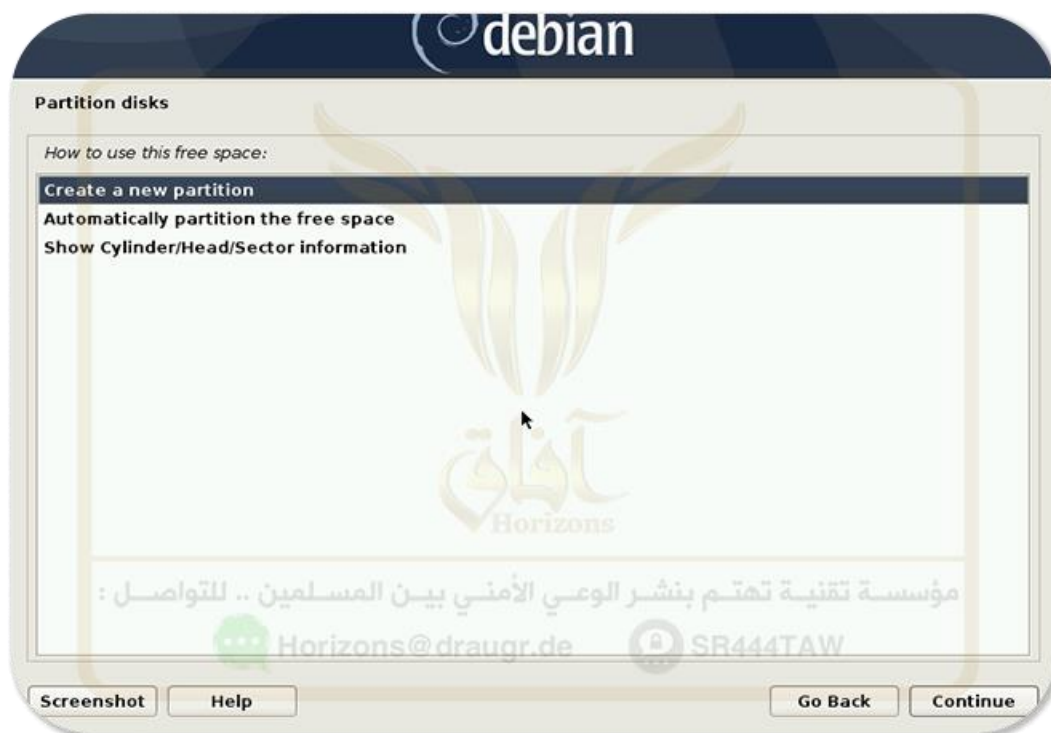 debian
Partition disks
How to use this free space:
Create a new partition
Automatically partition the free space
Show Cylinder/Head/Sector information
آفاق
Horizons
مؤسسة تقنية تهتم بنشر الوعي الأمني بين المسلمين .. للتواصل :
Horizons@draugr.de SR444TAW
Screenshot Help Go Back Continue